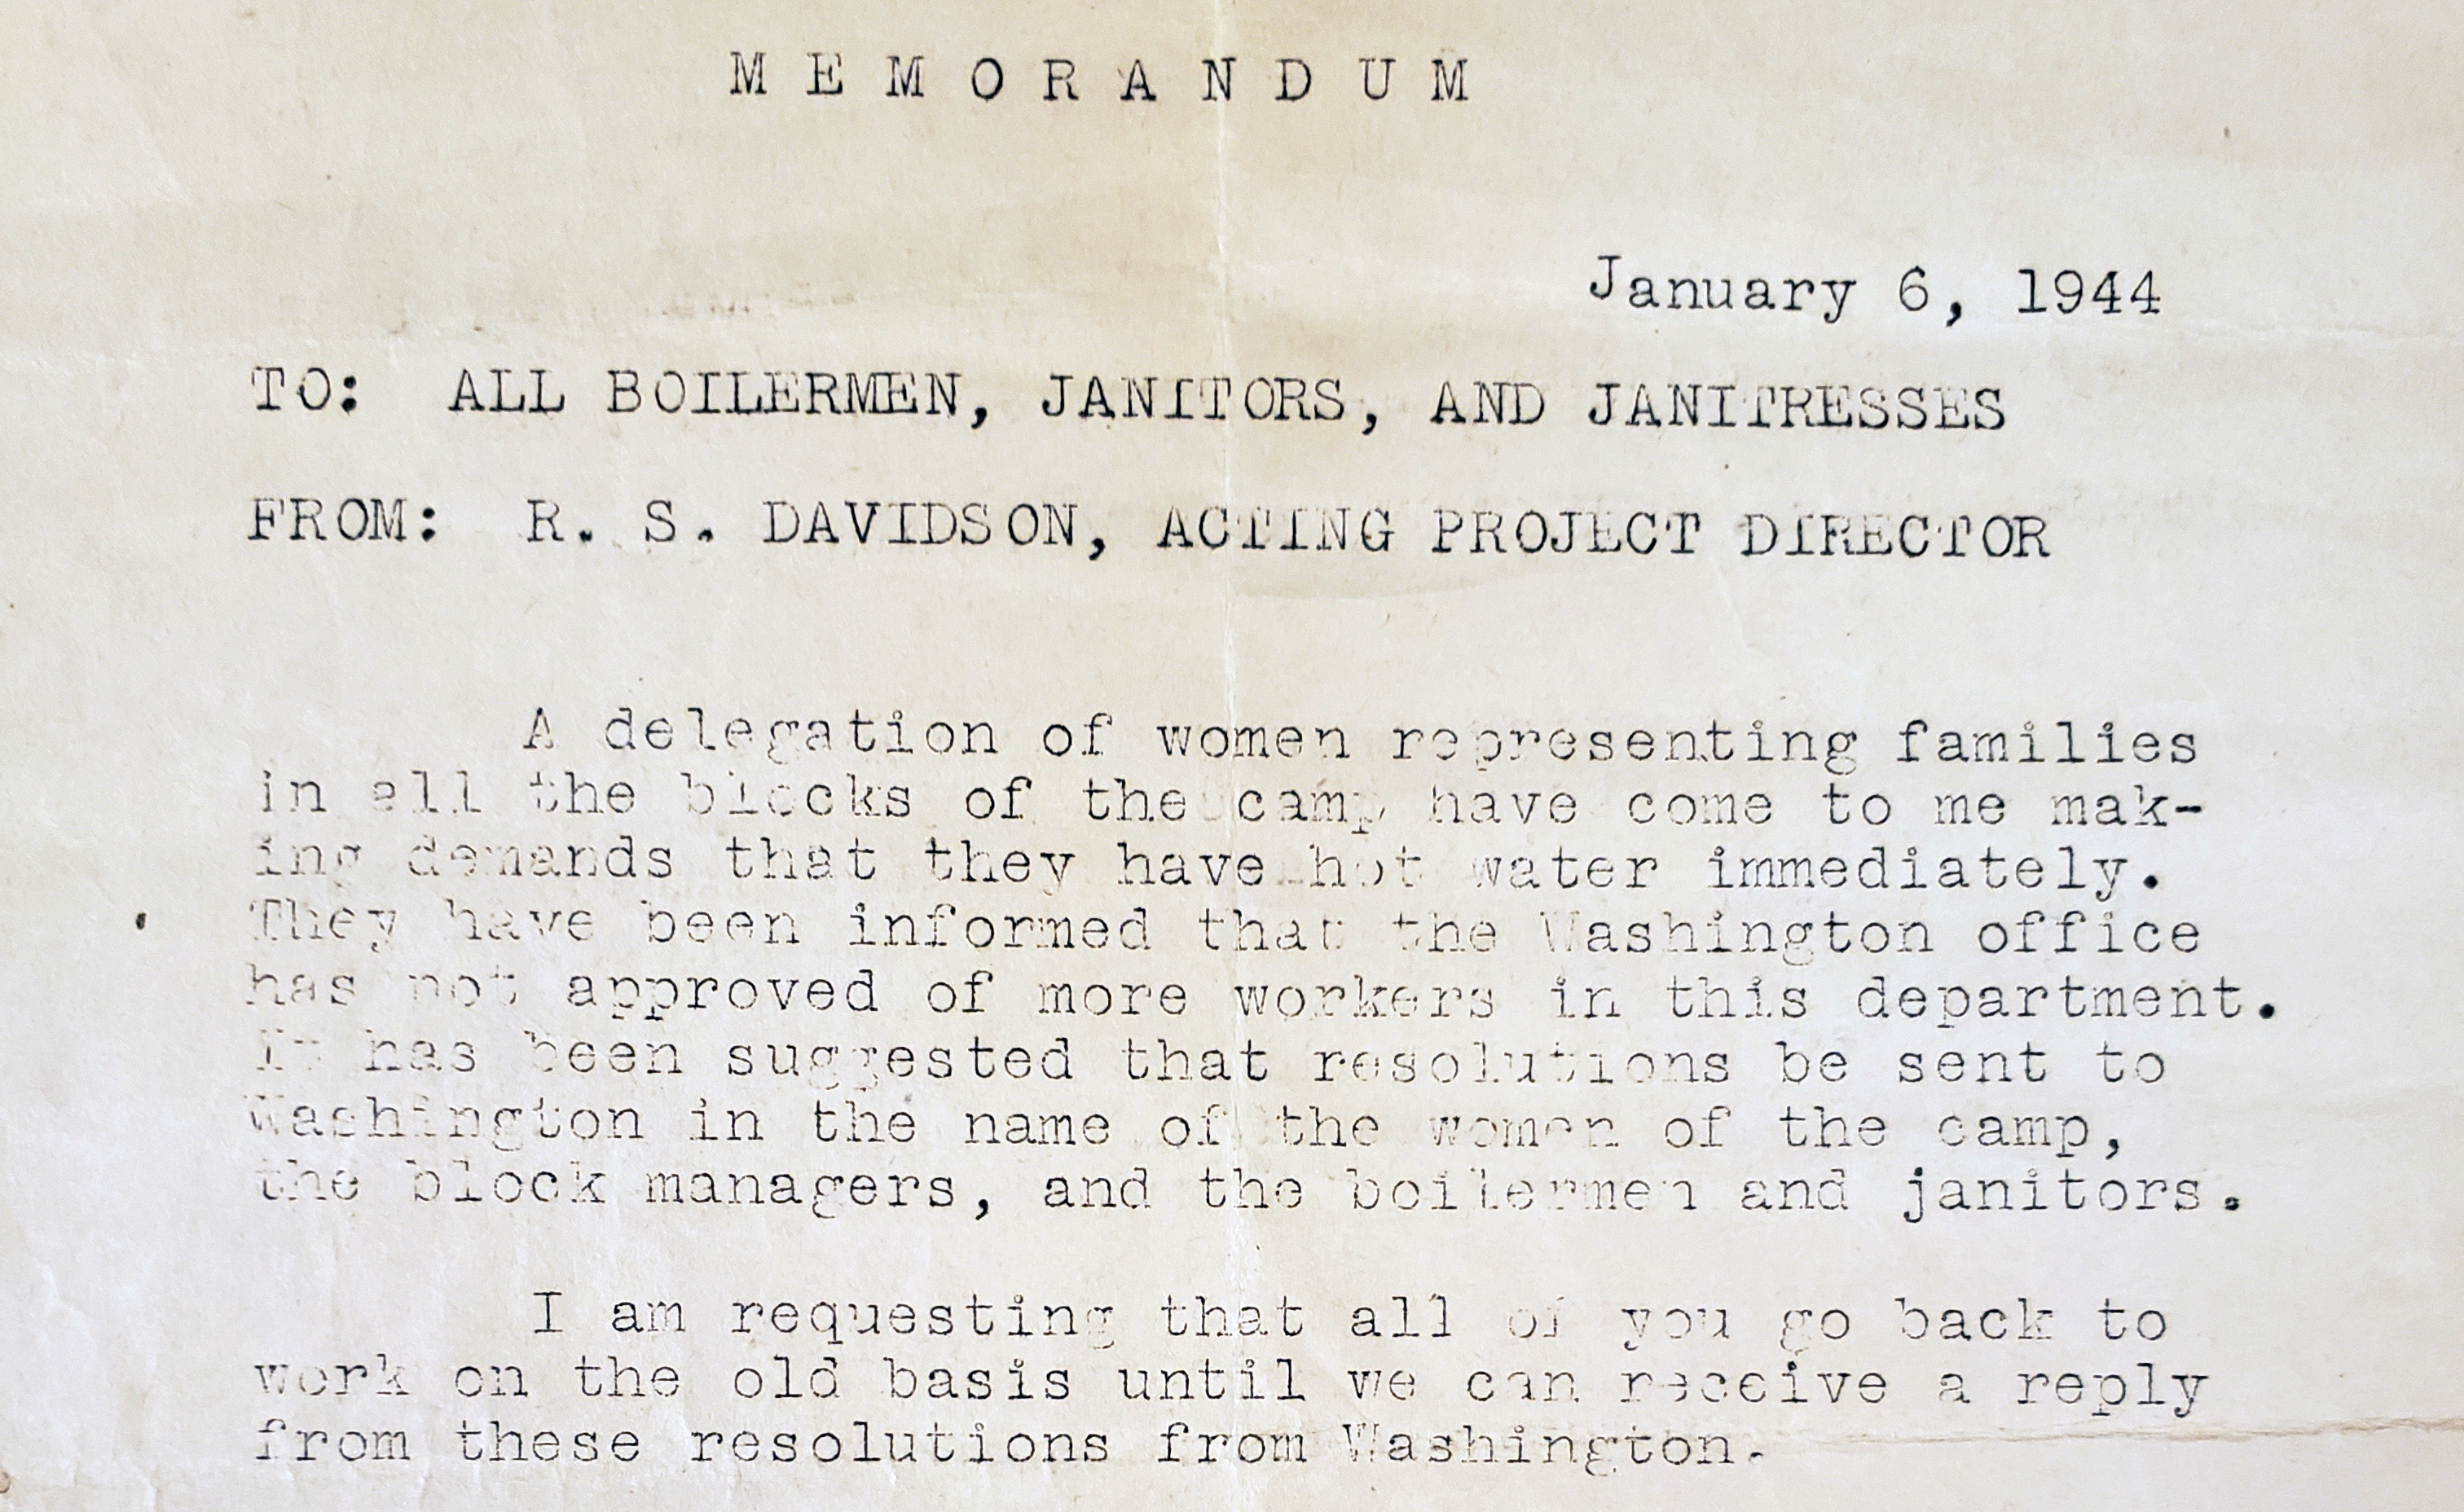 M E M O R A N D U M
January 6, 1944
TO: ALL BOILERMEN, JANITORS, AND JANITRESSES
FROM: R. S. DAVIDSON, ACTING PROJECT DIRECTOR
A delegation of women representing families
in all the blocks of the camp have come to me mak-
ing demands that they have hot water immediately.
They have been informed that the Washington office
has not approved of more workers in this department.
It has been suggested that resolutions be sent to
Washington in the name of the women of the camp,
the block managers, and the boilermen and janitors.
I am requesting that all of you go back to
work on the old basis until we can receive a reply
from these resolutions from Washington.